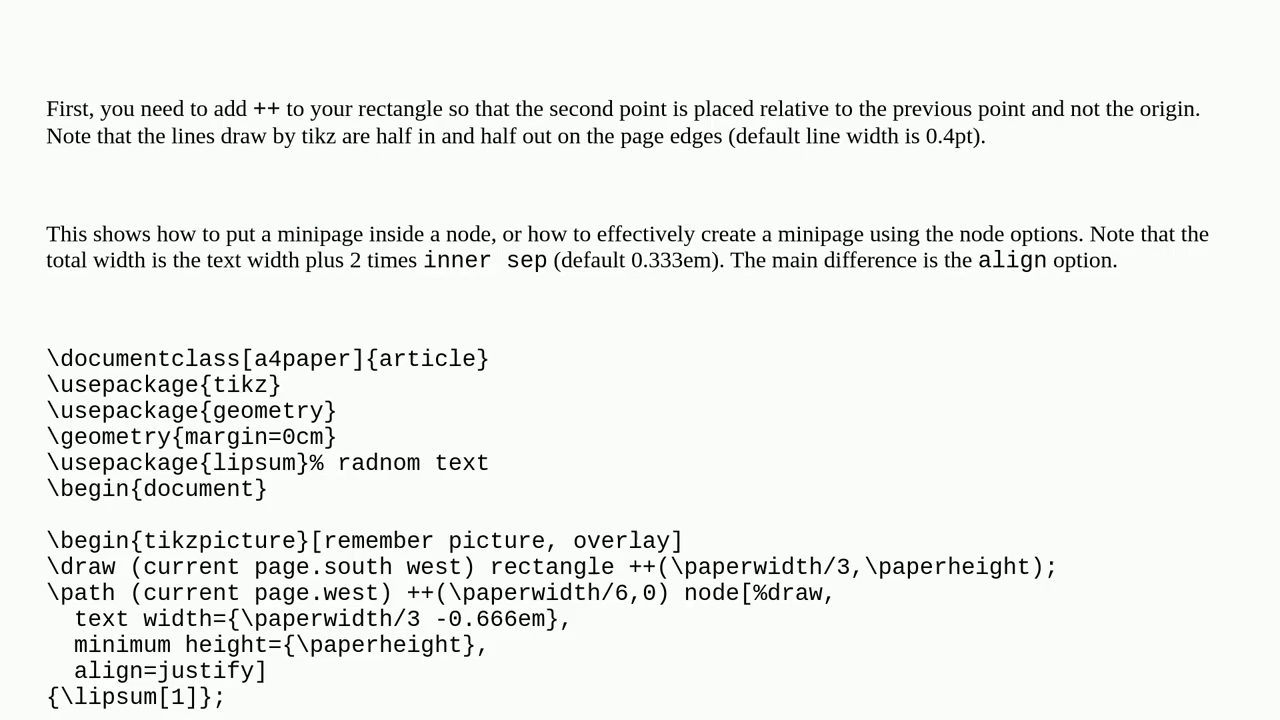 First, you need to add ++ to your rectangle so that the second point is placed relative to the previous point and not the origin.
Note that the lines draw by tikz are half in and half out on the page edges (default line width is 0.4pt).
This shows how to put a minipage inside a node, or how to effectively create a minipage using the node options. Note that the
total width is the text width plus 2 times inner sep (default 0.333em). The main difference is the align option.
\documentclass[a4paper]{article}
\usepackage{tikz}
\usepackage{geometry}
\geometry{margin=0cm}
\usepackage{lipsum}% radnom text
\begin{document}
\begin{tikzpicture}[remember picture, overlay]
\draw (current page.south west) rectangle ++(\paperwidth/3,\paperheight);
\path (current page.west) ++(\paperwidth/6,0) node[%draw,
  text width={\paperwidth/3 -0.666em},
  minimum height={\paperheight},
  align=justify]
{\lipsum[1]};